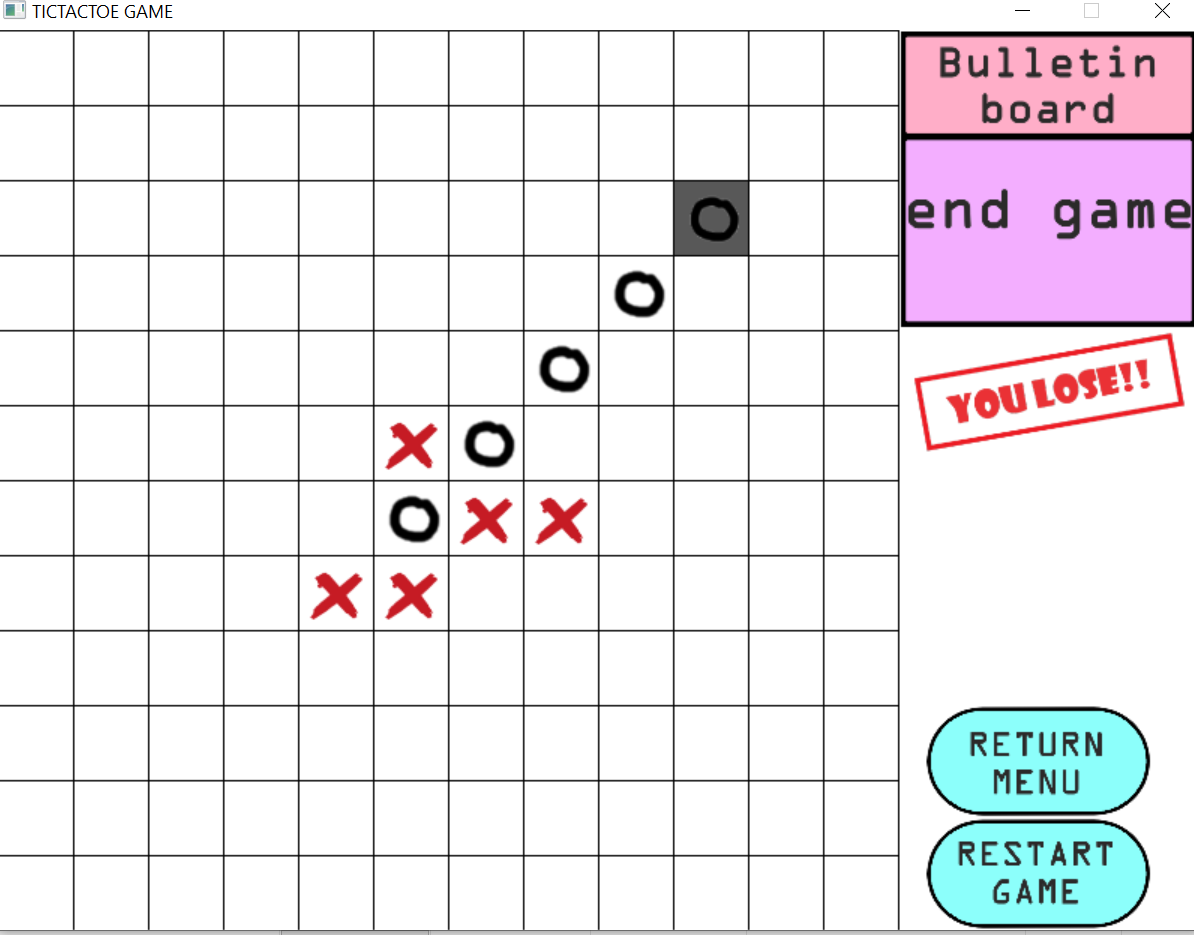 TICTACTOE GAME
Bulletin
board
end game
YOU LOSE!!
RETURN
MENU
RESTART
GAME